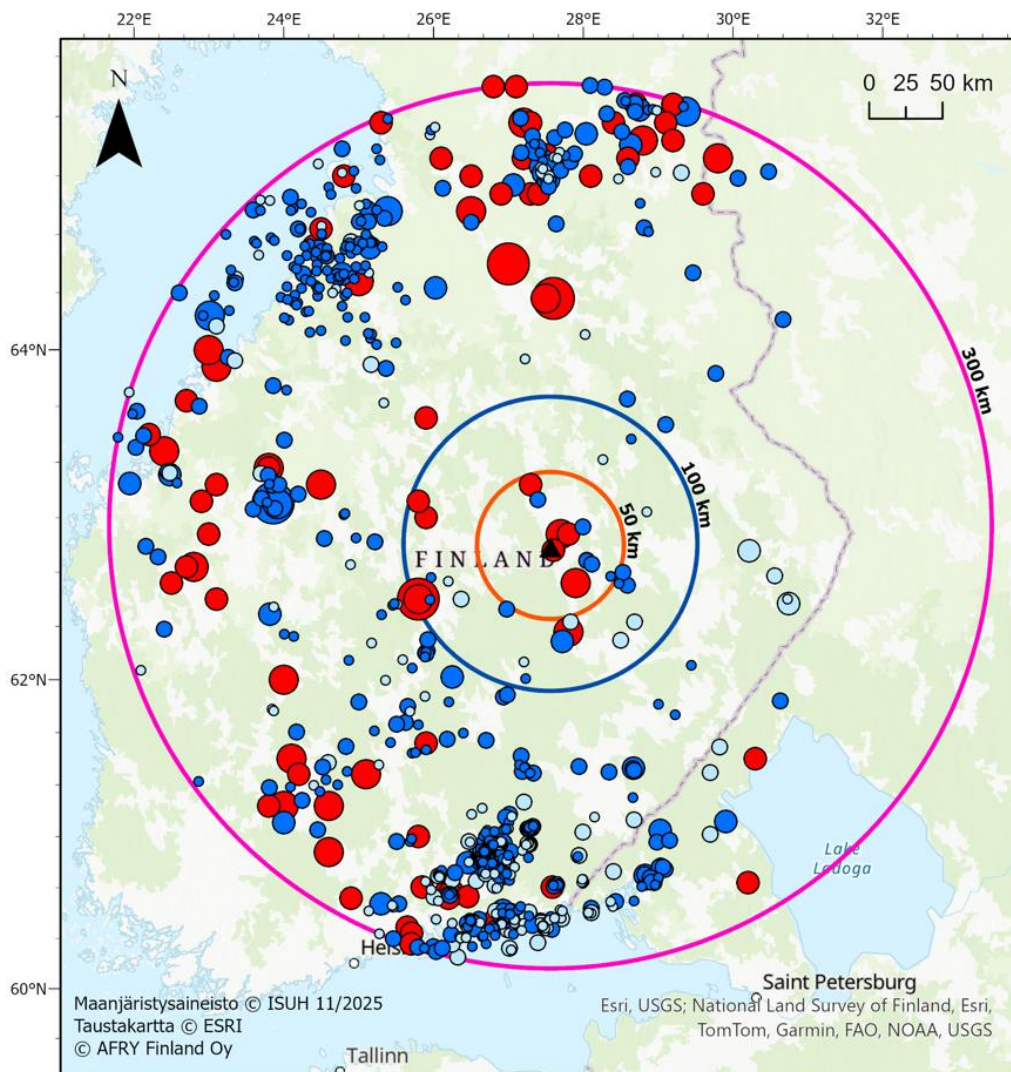 22°E 24°E 26°E 28°E 30°E 32°E
N
0 25 50 km
64°N
300 km
100 km
50 km
FINLAND
62°N
Lake
Ladoga
60°N
Saint Petersburg
Maanjäristysaineisto © ISUH 11/2025
Taustakartta © ESRI
© AFRY Finland Oy
Esri, USGS; National Land Survey of Finland, Esri,
TomTom, Garmin, FAO, NOAA, USGS
Tallinn